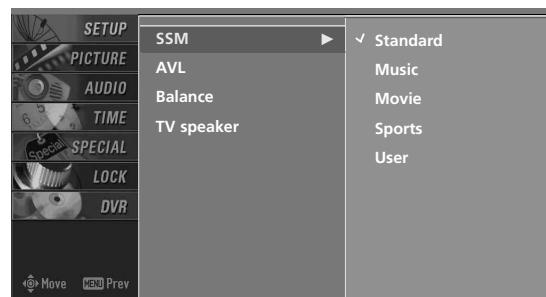 SETUP
PICTURE
AUDIO
TIME
Special SPECIAL
LOCK
DVR
Move MENU Prev
SSM
AVL
Balance
TV speaker
✓ Standard
Music
Movie
Sports
User